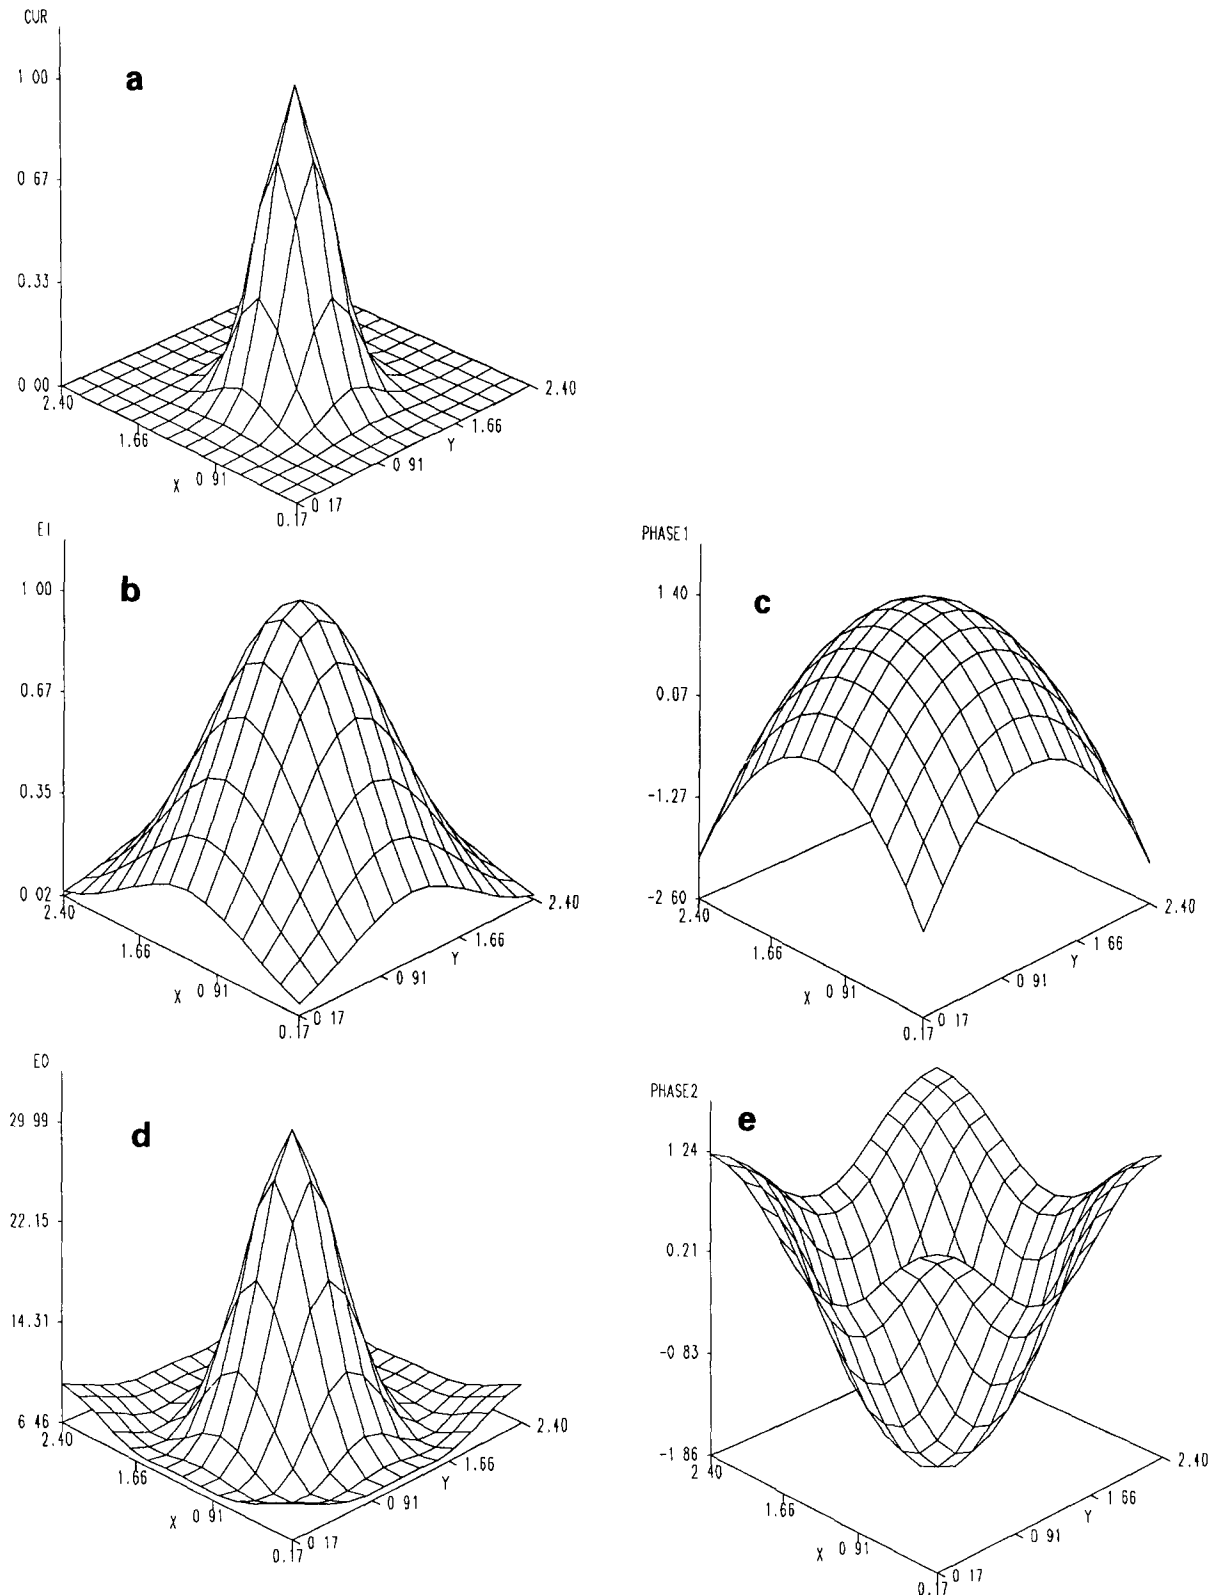 CUR
a
1 00
0 67
0.33
0 00
2.40
1.66
X 0 91
0.17
0 17
0 91
Y
1.66
2.40
EI
b
1 00
0.67
0.35
0 02
2.40
1.66
X 0 91
0.17
0 17
0 91
Y
1.66
2.40
PHASE1
c
1 40
0.07
-1.27
-2 60
2.40
1.66
X 0 91
0.17
0 17
0 91
Y
1 66
2.40
EO
d
29 99
22.15
14.31
6 46
2.40
1.66
X 0 91
0.17
0 17
0 91
Y
1.66
2.40
PHASE2
e
1 24
0.21
-0 83
-1 86
2 40
1.66
X 0 91
0.17
0 17
0 91
Y
1 66
2.40